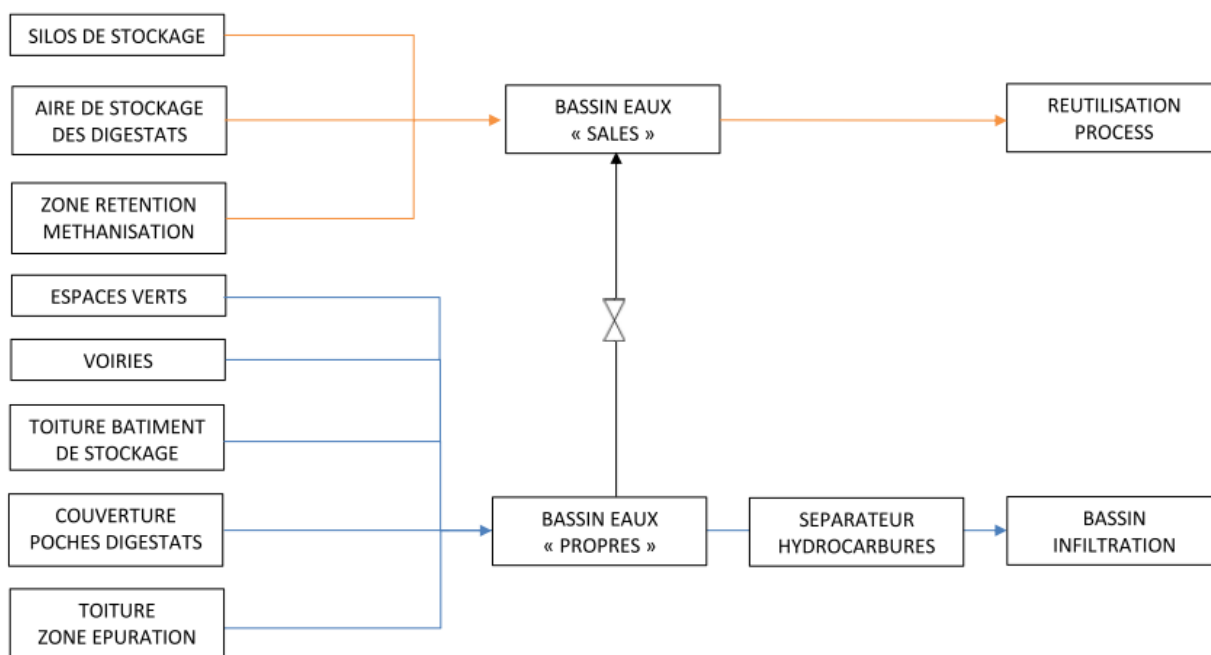 SILOS DE STOCKAGE
AIRE DE STOCKAGE
DES DIGESTATS
BASSIN EAUX
« SALES »
REUTILISATION
PROCESS
ZONE RETENTION
METHANISATION
ESPACES VERTS
VOIRIES
TOITURE BATIMENT
DE STOCKAGE
COUVERTURE
POCHES DIGESTATS
BASSIN EAUX
« PROPRES »
SEPARATEUR
HYDROCARBURES
BASSIN
INFILTRATION
TOITURE
ZONE EPURATION